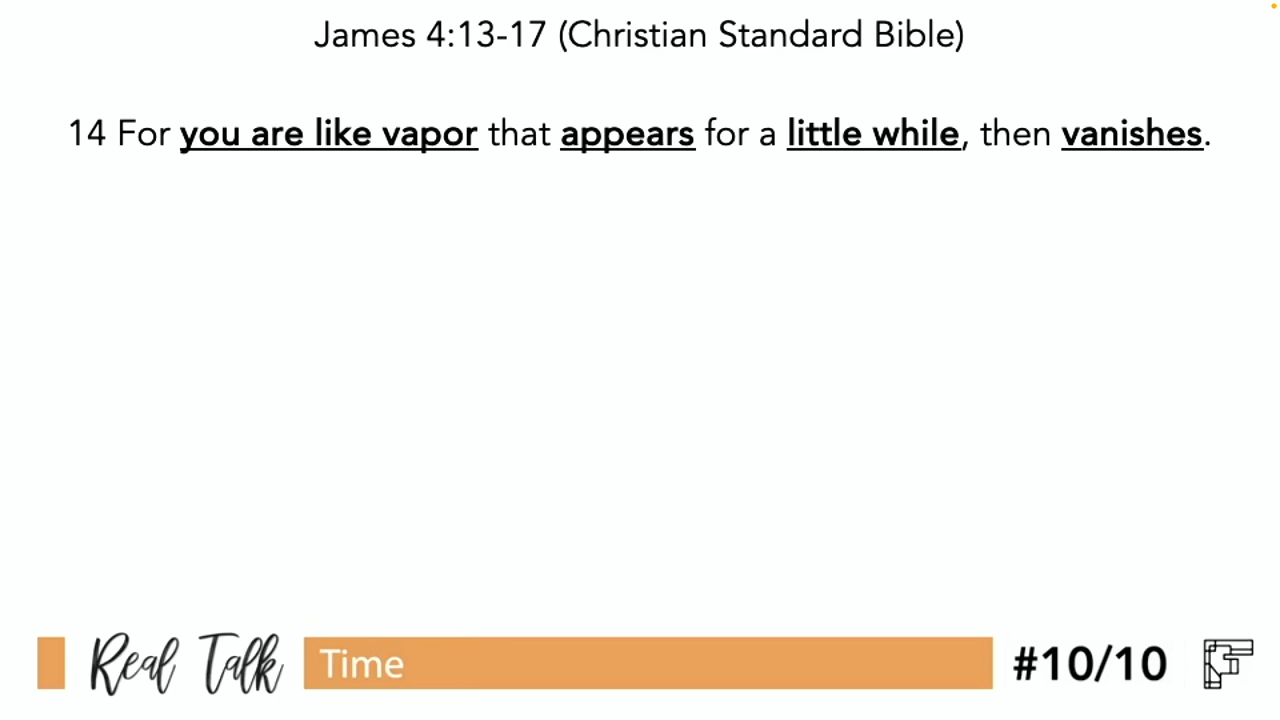 James 4:13-17 (Christian Standard Bible)
14 For you are like vapor that appears for a little while, then vanishes.
Real Talk Time #10/10